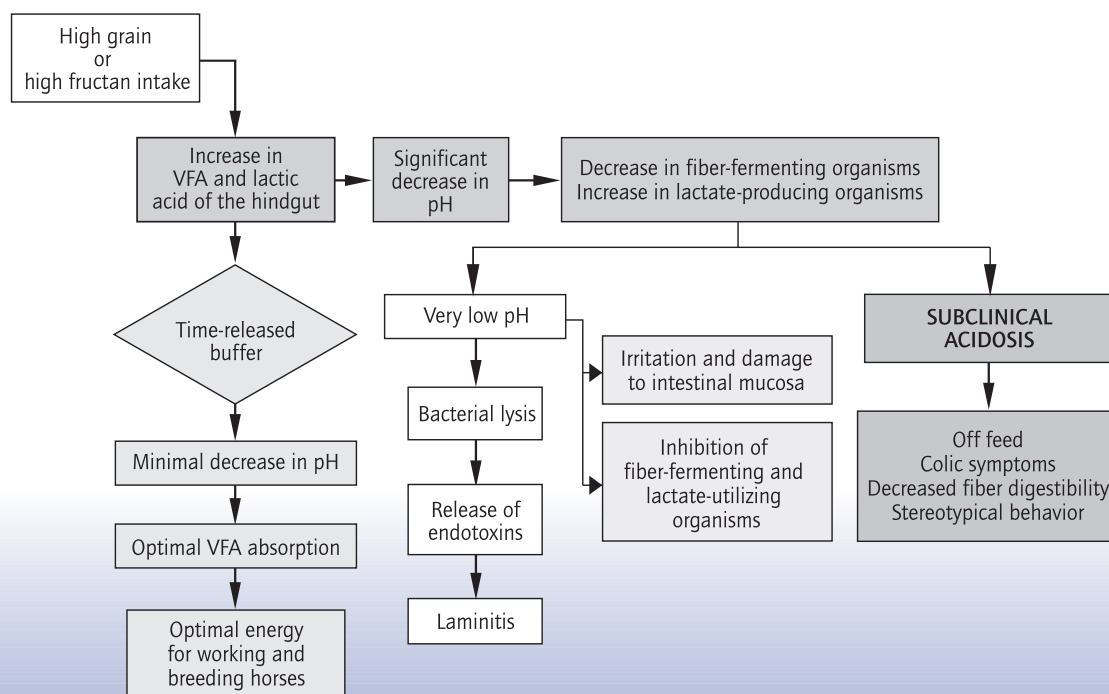 High grain
or
high fructan intake
Increase in
VFA and lactic
acid of the hindgut
Significant
decrease in
pH
Decrease in fiber-fermenting organisms
Increase in lactate-producing organisms
Time-released
buffer
Minimal decrease in pH
Optimal VFA absorption
Optimal energy
for working and
breeding horses
Very low pH
Bacterial lysis
Release of
endotoxins
Laminitis
Irritation and damage
to intestinal mucosa
Inhibition of
fiber-fermenting and
lactate-utilizing
organisms
SUBCLINICAL
ACIDOSIS
Off feed
Colic symptoms
Decreased fiber digestibility
Stereotypical behavior